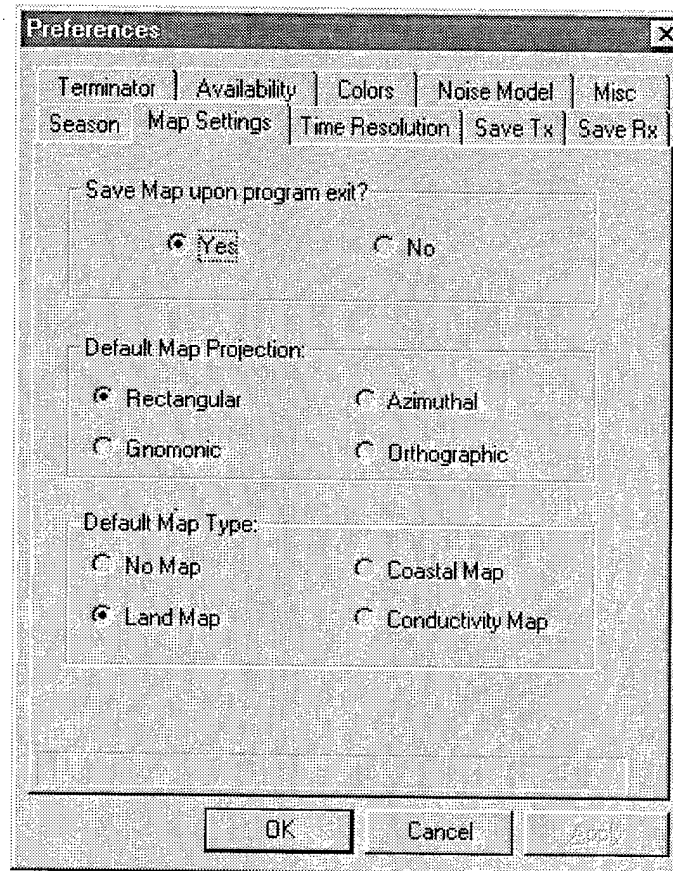 Preferences
Terminator Availability Colors Noise Model Misc
Season Map Settings Time Resolution Save Tx Save Rx
Save Map upon program exit?
Yes No
Default Map Projection:
Rectangular Azimuthal
Gnomonic Orthographic
Default Map Type:
No Map Coastal Map
Land Map Conductivity Map
OK Cancel